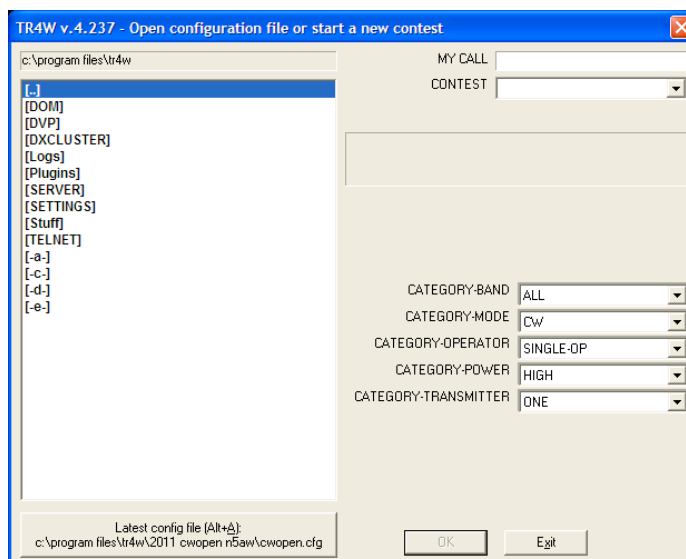 TR4W v.4.237 - Open configuration file or start a new contest
c:\program files\tr4w
[..]
[DOM]
[DVP]
[DXCLUSTER]
[Logs]
[Plugins]
[SERVER]
[SETTINGS]
[Stuff]
[TELNET]
[-a-]
[-c-]
[-d-]
[-e-]
Latest config file (Alt+A):
c:\program files\tr4w\2011 cwopen n5aw\cwopen.cfg
MY CALL
CONTEST
CATEGORY-BAND ALL
CATEGORY-MODE CW
CATEGORY-OPERATOR SINGLE-OP
CATEGORY-POWER HIGH
CATEGORY-TRANSMITTER ONE
OK Exit